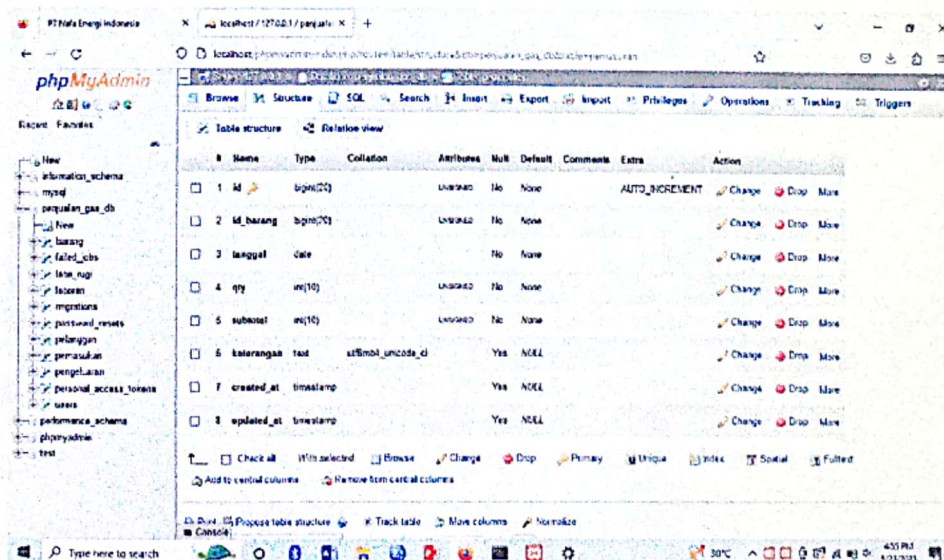 PT Nafa Energi Indonesia
localhost / 127.0.0.1 / penjuala
phpMyAdmin
Recent Favorites
New
information_schema
mysql
penjualan_gas_db
New
barang
failed_jobs
laba_rugi
laporan
migrations
password_resets
pelanggan
pemasukan
pengeluaran
personal_access_tokens
users
performance_schema
phpmyadmin
test
Browse Structure SQL Search Insert Export Import Privileges Operations Tracking Triggers
Table structure Relation view
# Name Type Collation Attributes Null Default Comments Extra Action
1 id bigint(20) UNSIGNED No None AUTO_INCREMENT Change Drop More
2 id_barang bigint(20) UNSIGNED No None Change Drop More
3 tanggal date No None Change Drop More
4 qty int(10) UNSIGNED No None Change Drop More
5 subtotal int(10) UNSIGNED No None Change Drop More
6 keterangan text utf8mb4_unicode_ci Yes NULL Change Drop More
7 created_at timestamp Yes NULL Change Drop More
8 updated_at timestamp Yes NULL Change Drop More
Check all With selected Browse Change Drop Primary Unique Index Spatial Fulltext
Add to central columns Remove from central columns
Print Propose table structure Track table Move columns Normalize
Console
Type here to search
30°C
4:55 PM